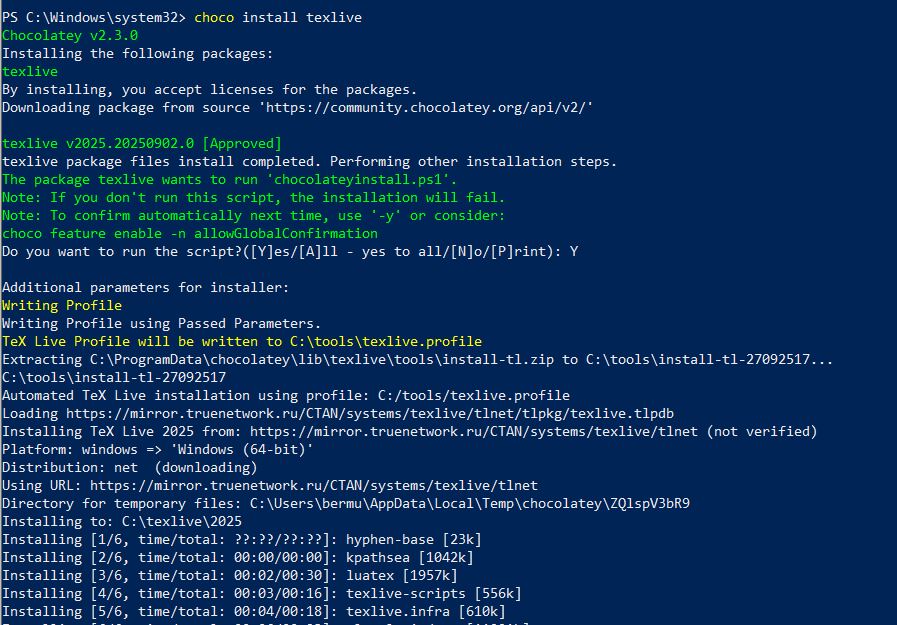 PS C:\Windows\system32> choco install texlive
Chocolatey v2.3.0
Installing the following packages:
texlive
By installing, you accept licenses for the packages.
Downloading package from source 'https://community.chocolatey.org/api/v2/'
texlive v2025.20250902.0 [Approved]
texlive package files install completed. Performing other installation steps.
The package texlive wants to run 'chocolateyinstall.ps1'.
Note: If you don't run this script, the installation will fail.
Note: To confirm automatically next time, use '-y' or consider:
choco feature enable -n allowGlobalConfirmation
Do you want to run the script?([Y]es/[A]ll - yes to all/[N]o/[P]rint): Y
Additional parameters for installer:
Writing Profile
Writing Profile using Passed Parameters.
TeX Live Profile will be written to C:\tools\texlive.profile
Extracting C:\ProgramData\chocolatey\lib\texlive\tools\install-tl.zip to C:\tools\install-tl-27092517...
C:\tools\install-tl-27092517
Automated TeX Live installation using profile: C:/tools/texlive.profile
Loading https://mirror.truenetwork.ru/CTAN/systems/texlive/tlnet/tlpkg/texlive.tlpdb
Installing TeX Live 2025 from: https://mirror.truenetwork.ru/CTAN/systems/texlive/tlnet (not verified)
Platform: windows => 'Windows (64-bit)'
Distribution: net  (downloading)
Using URL: https://mirror.truenetwork.ru/CTAN/systems/texlive/tlnet
Directory for temporary files: C:\Users\bermu\AppData\Local\Temp\chocolatey\ZQlspV3bR9
Installing to: C:\texlive\2025
Installing [1/6, time/total: ??:??/??:??]: hyphen-base [23k]
Installing [2/6, time/total: 00:00/00:00]: kpathsea [1042k]
Installing [3/6, time/total: 00:02/00:30]: luatex [1957k]
Installing [4/6, time/total: 00:03/00:16]: texlive-scripts [556k]
Installing [5/6, time/total: 00:04/00:18]: texlive.infra [610k]